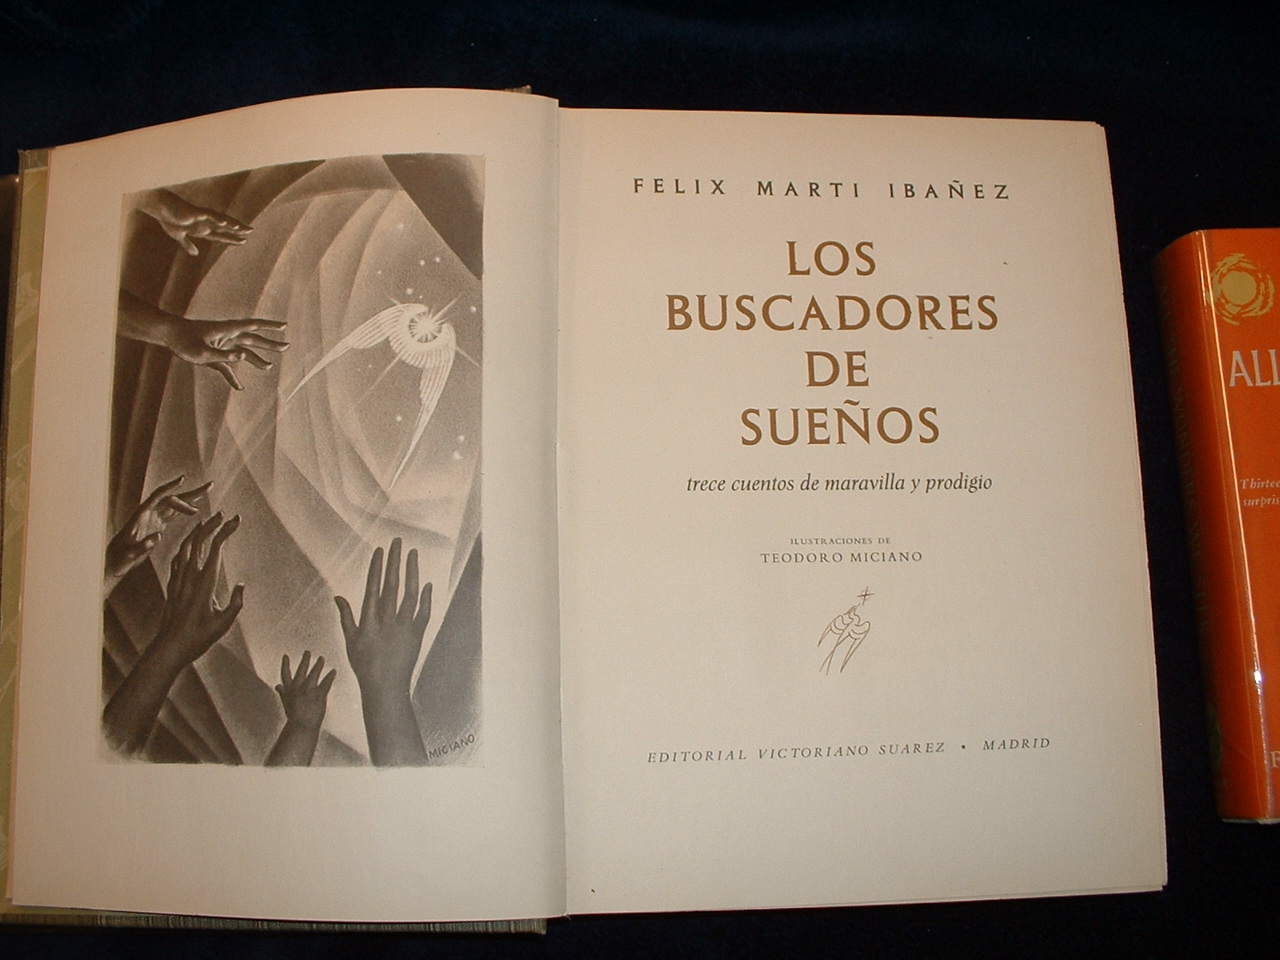 MICIANO
FELIX MARTI IBAÑEZ
LOS
BUSCADORES
DE
SUEÑOS
trece cuentos de maravilla y prodigio
ILUSTRACIONES DE
TEODORO MICIANO
EDITORIAL VICTORIANO SUAREZ • MADRID
ALL